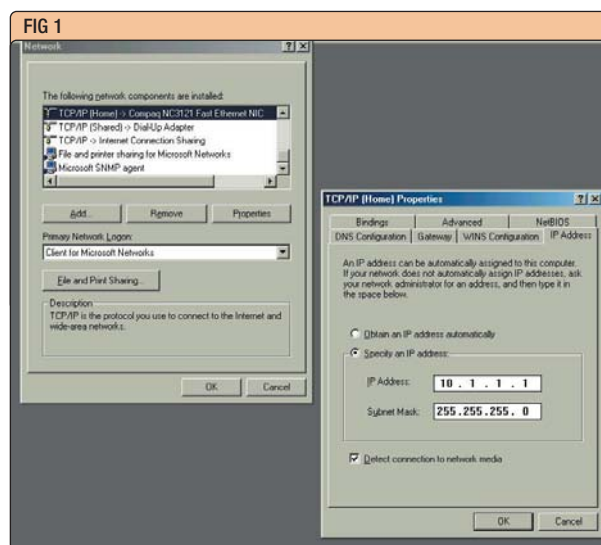 FIG 1
Network
The following network components are installed:
TCP/IP (Home) -> Compaq NC3121 Fast Ethernet NIC
TCP/IP (Shared) -> Dial-Up Adapter
TCP/IP -> Internet Connection Sharing
File and printer sharing for Microsoft Networks
Microsoft SNMP agent
Add...
Remove
Properties
Primary Network Logon:
Client for Microsoft Networks
File and Print Sharing...
Description
TCP/IP is the protocol you use to connect to the Internet and
wide-area networks.
OK
Cancel
TCP/IP (Home) Properties
Bindings
Advanced
NetBIOS
DNS Configuration
Gateway
WINS Configuration
IP Address
An IP address can be automatically assigned to this computer.
If your network does not automatically assign IP addresses, ask
your network administrator for an address, and then type it in
the space below.
Obtain an IP address automatically
Specify an IP address:
IP Address: 10 . 1 . 1 . 1
Subnet Mask: 255.255.255. 0
Detect connection to network media
OK
Cancel